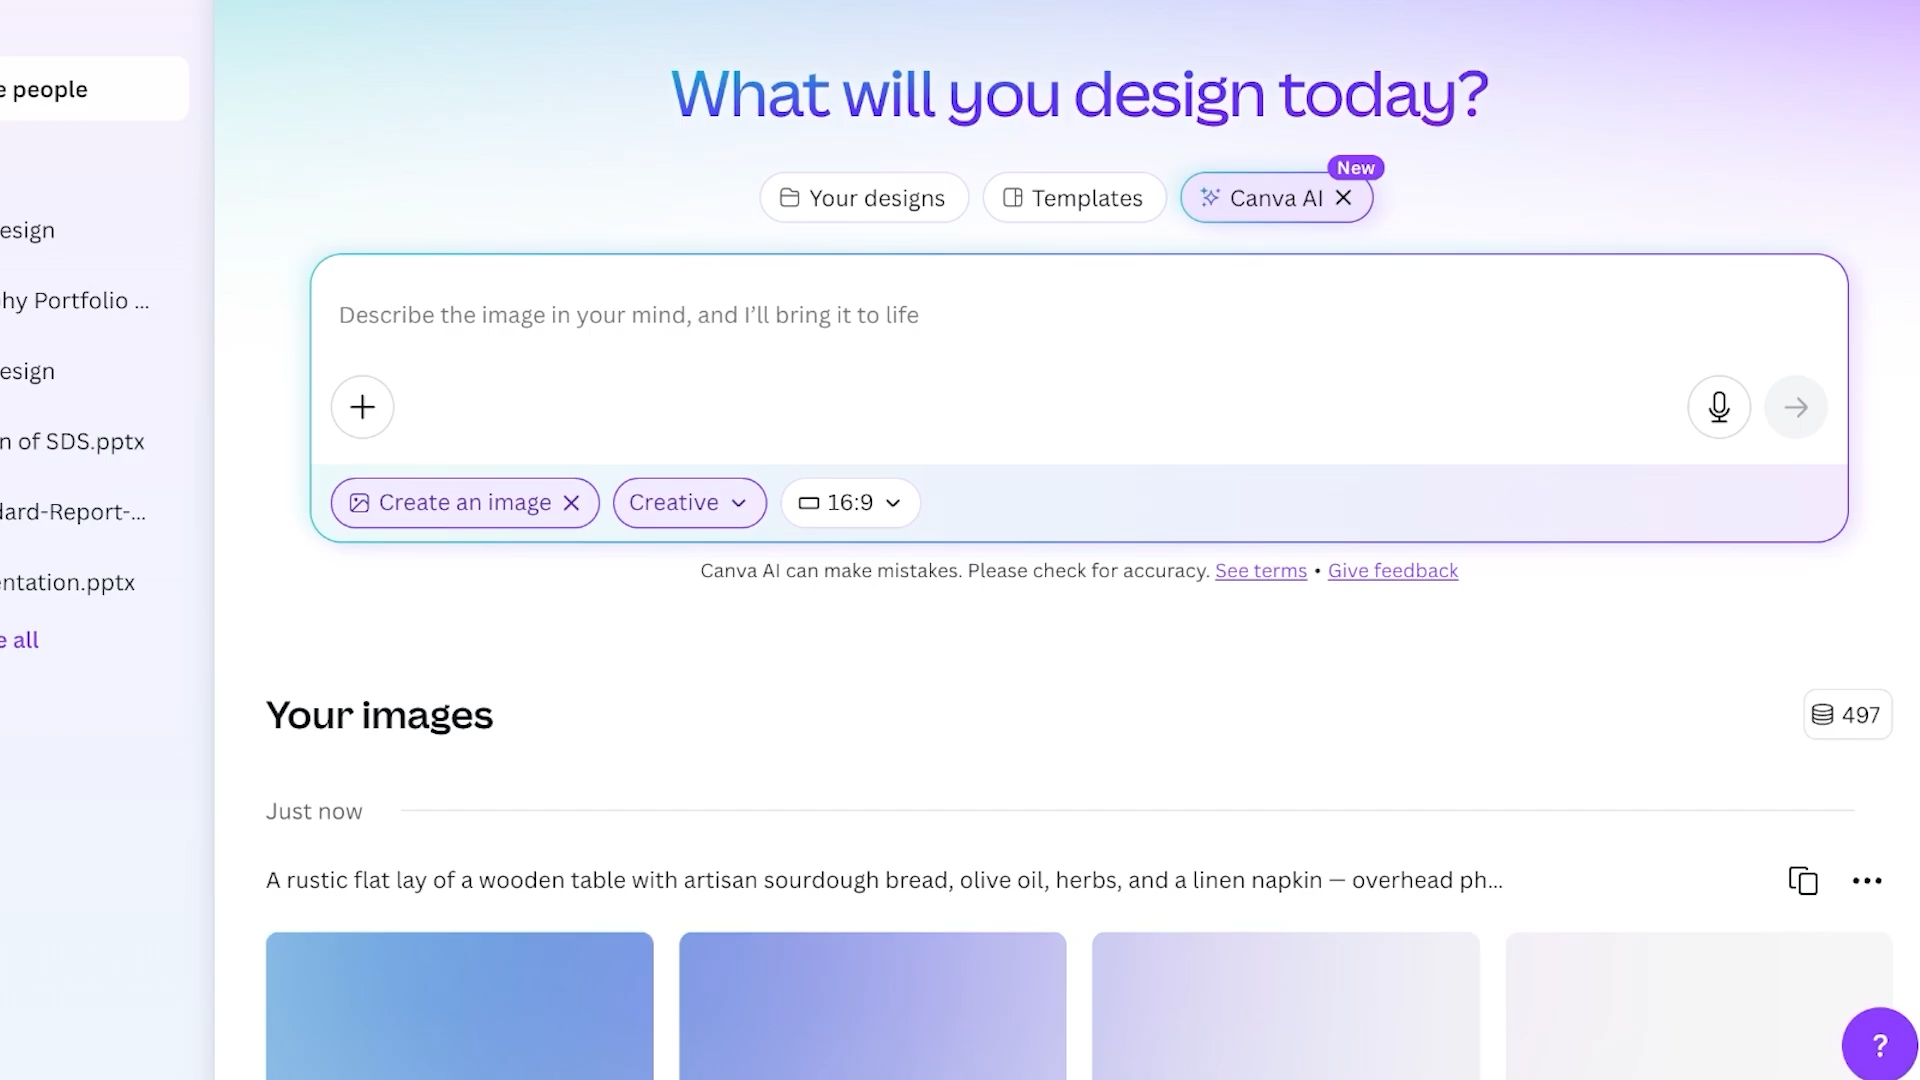 e people
esign
hy Portfolio ...
esign
n of SDS.pptx
dard-Report-...
entation.pptx
e all
What will you design today?
Your designs
Templates
Canva AI
New
Describe the image in your mind, and I'll bring it to life
Create an image
Creative
16:9
Canva AI can make mistakes. Please check for accuracy. See terms • Give feedback
Your images
497
Just now
A rustic flat lay of a wooden table with artisan sourdough bread, olive oil, herbs, and a linen napkin — overhead ph...
?